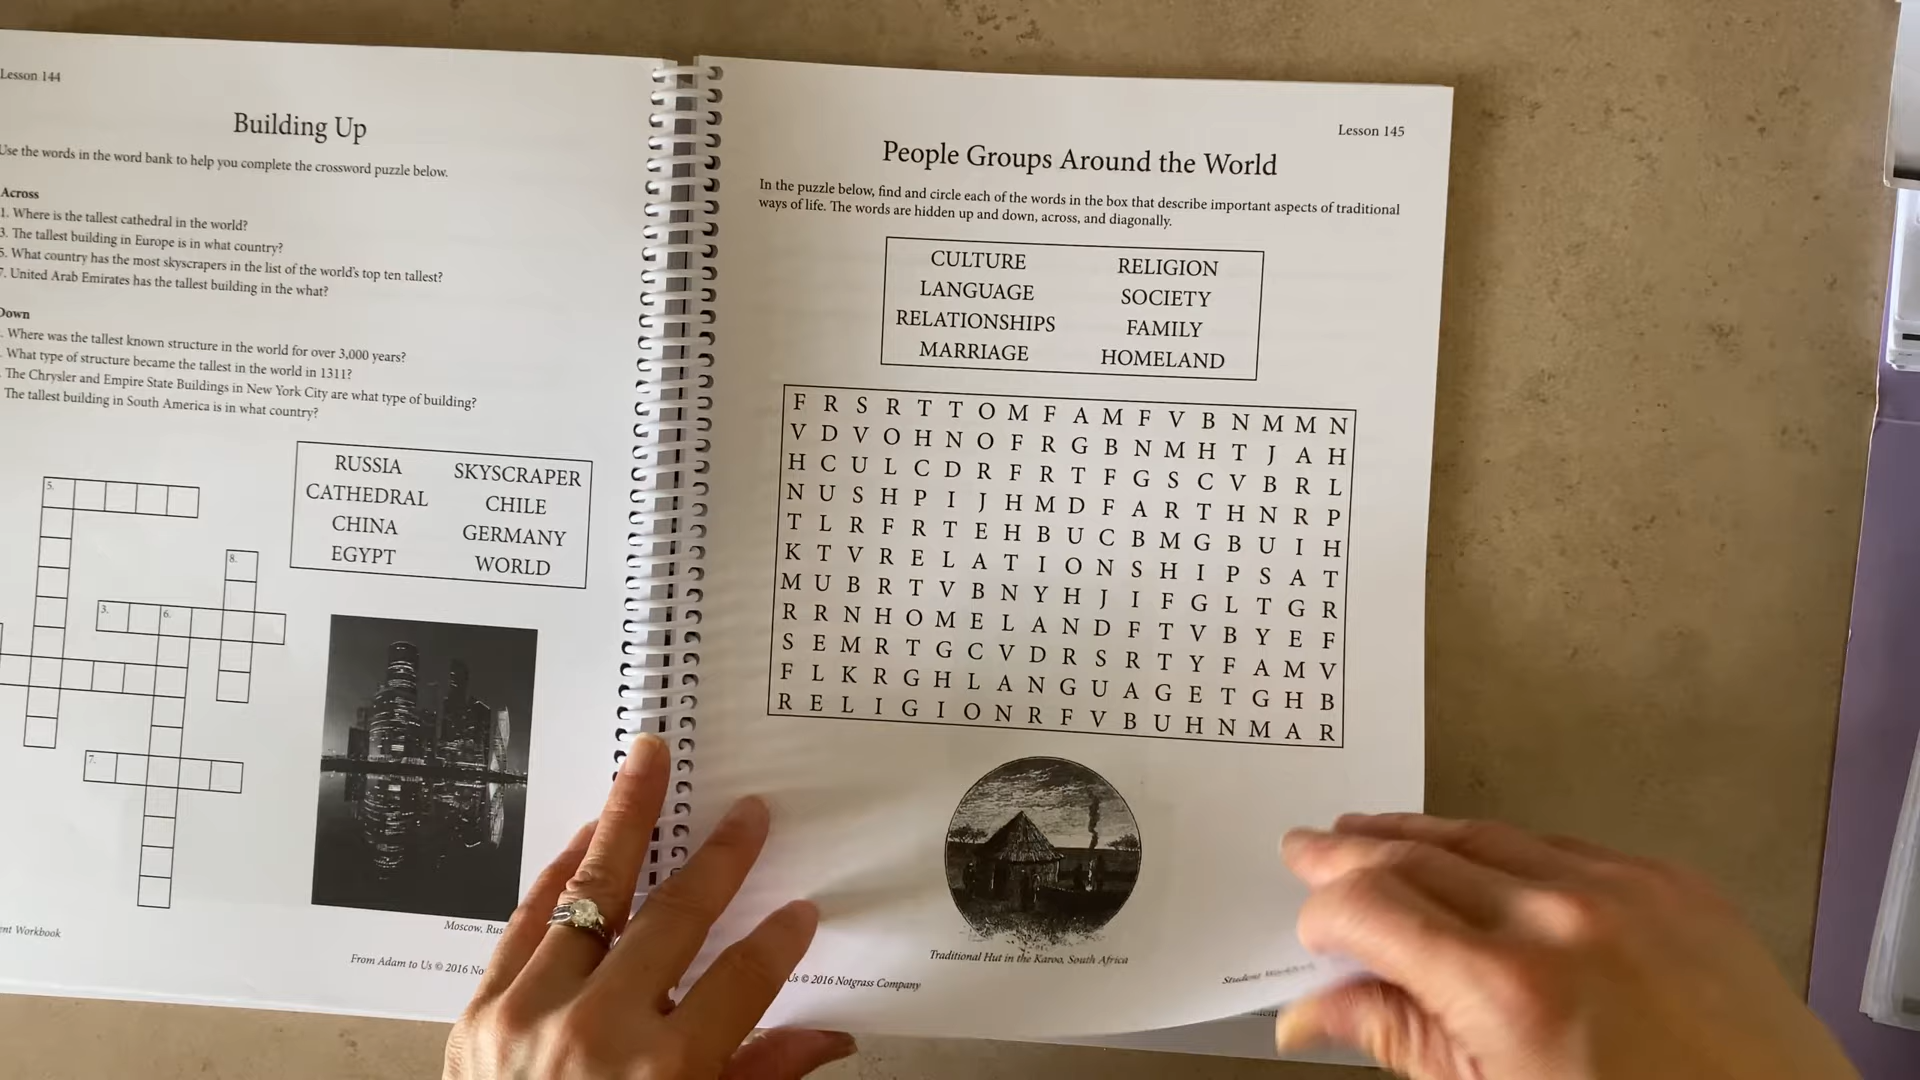 Lesson 144
Building Up
Use the words in the word bank to help you complete the crossword puzzle below.
Across
1. Where is the tallest cathedral in the world?
3. The tallest building in Europe is in what country?
5. What country has the most skyscrapers in the list of the world's top ten tallest?
7. United Arab Emirates has the tallest building in the what?
Down
. Where was the tallest known structure in the world for over 3,000 years?
. What type of structure became the tallest in the world in 1311?
. The Chrysler and Empire State Buildings in New York City are what type of building?
The tallest building in South America is in what country?
RUSSIA SKYSCRAPER
CATHEDRAL CHILE
CHINA GERMANY
EGYPT WORLD
5.
8.
3. 6.
7.
Moscow, Rus
ent Workbook
From Adam to Us © 2016 No
Lesson 145
People Groups Around the World
In the puzzle below, find and circle each of the words in the box that describe important aspects of traditional
ways of life. The words are hidden up and down, across, and diagonally.
CULTURE RELIGION
LANGUAGE SOCIETY
RELATIONSHIPS FAMILY
MARRIAGE HOMELAND
F R S R T T O M F A M F V B N M M N
V D V O H N O F R G B N M H T J A H
H C U L C D R F R T F G S C V B R L
N U S H P I J H M D F A R T H N R P
T L R F R T E H B U C B M G B U I H
K T V R E L A T I O N S H I P S A T
M U B R T V B N Y H J I F G L T G R
R R N H O M E L A N D F T V B Y E F
S E M R T G C V D R S R T Y F A M V
F L K R G H L A N G U A G E T G H B
R E L I G I O N R F V B U H N M A R
Traditional Hut in the Karoo, South Africa
Us © 2016 Notgrass Company
Student Workbook